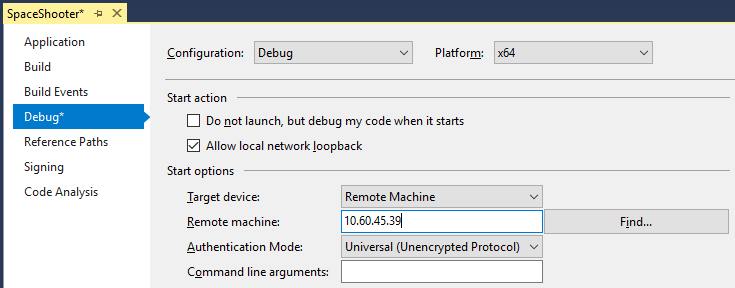 SpaceShooter*
Application
Build
Build Events
Debug*
Reference Paths
Signing
Code Analysis
Configuration: Debug Platform: x64
Start action
Do not launch, but debug my code when it starts
Allow local network loopback
Start options
Target device: Remote Machine
Remote machine: 10.60.45.39 Find...
Authentication Mode: Universal (Unencrypted Protocol)
Command line arguments: